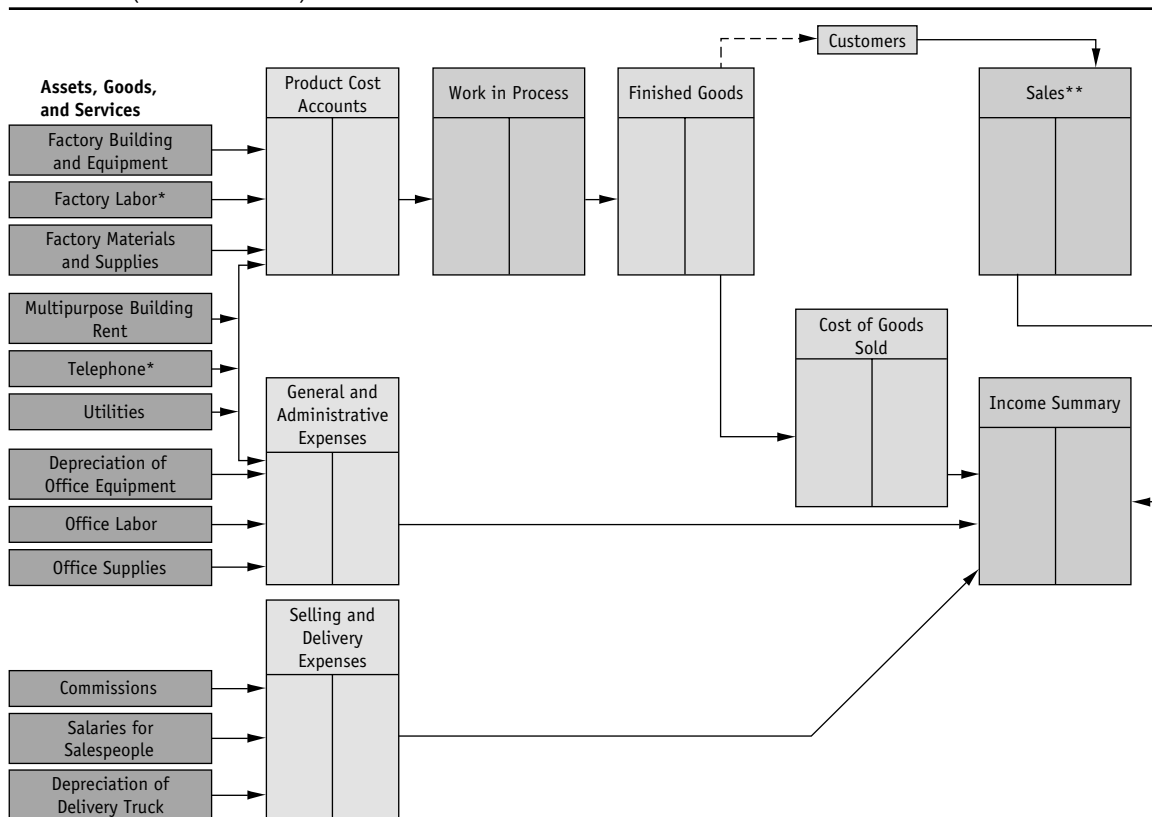 Customers
Assets, Goods,
and Services
Product Cost
Accounts
Work in Process
Finished Goods
Sales**
Factory Building
and Equipment
Factory Labor*
Factory Materials
and Supplies
Multipurpose Building
Rent
Telephone*
Utilities
Cost of Goods
Sold
General and
Administrative
Expenses
Income Summary
Depreciation of
Office Equipment
Office Labor
Office Supplies
Selling and
Delivery
Expenses
Commissions
Salaries for
Salespeople
Depreciation of
Delivery Truck